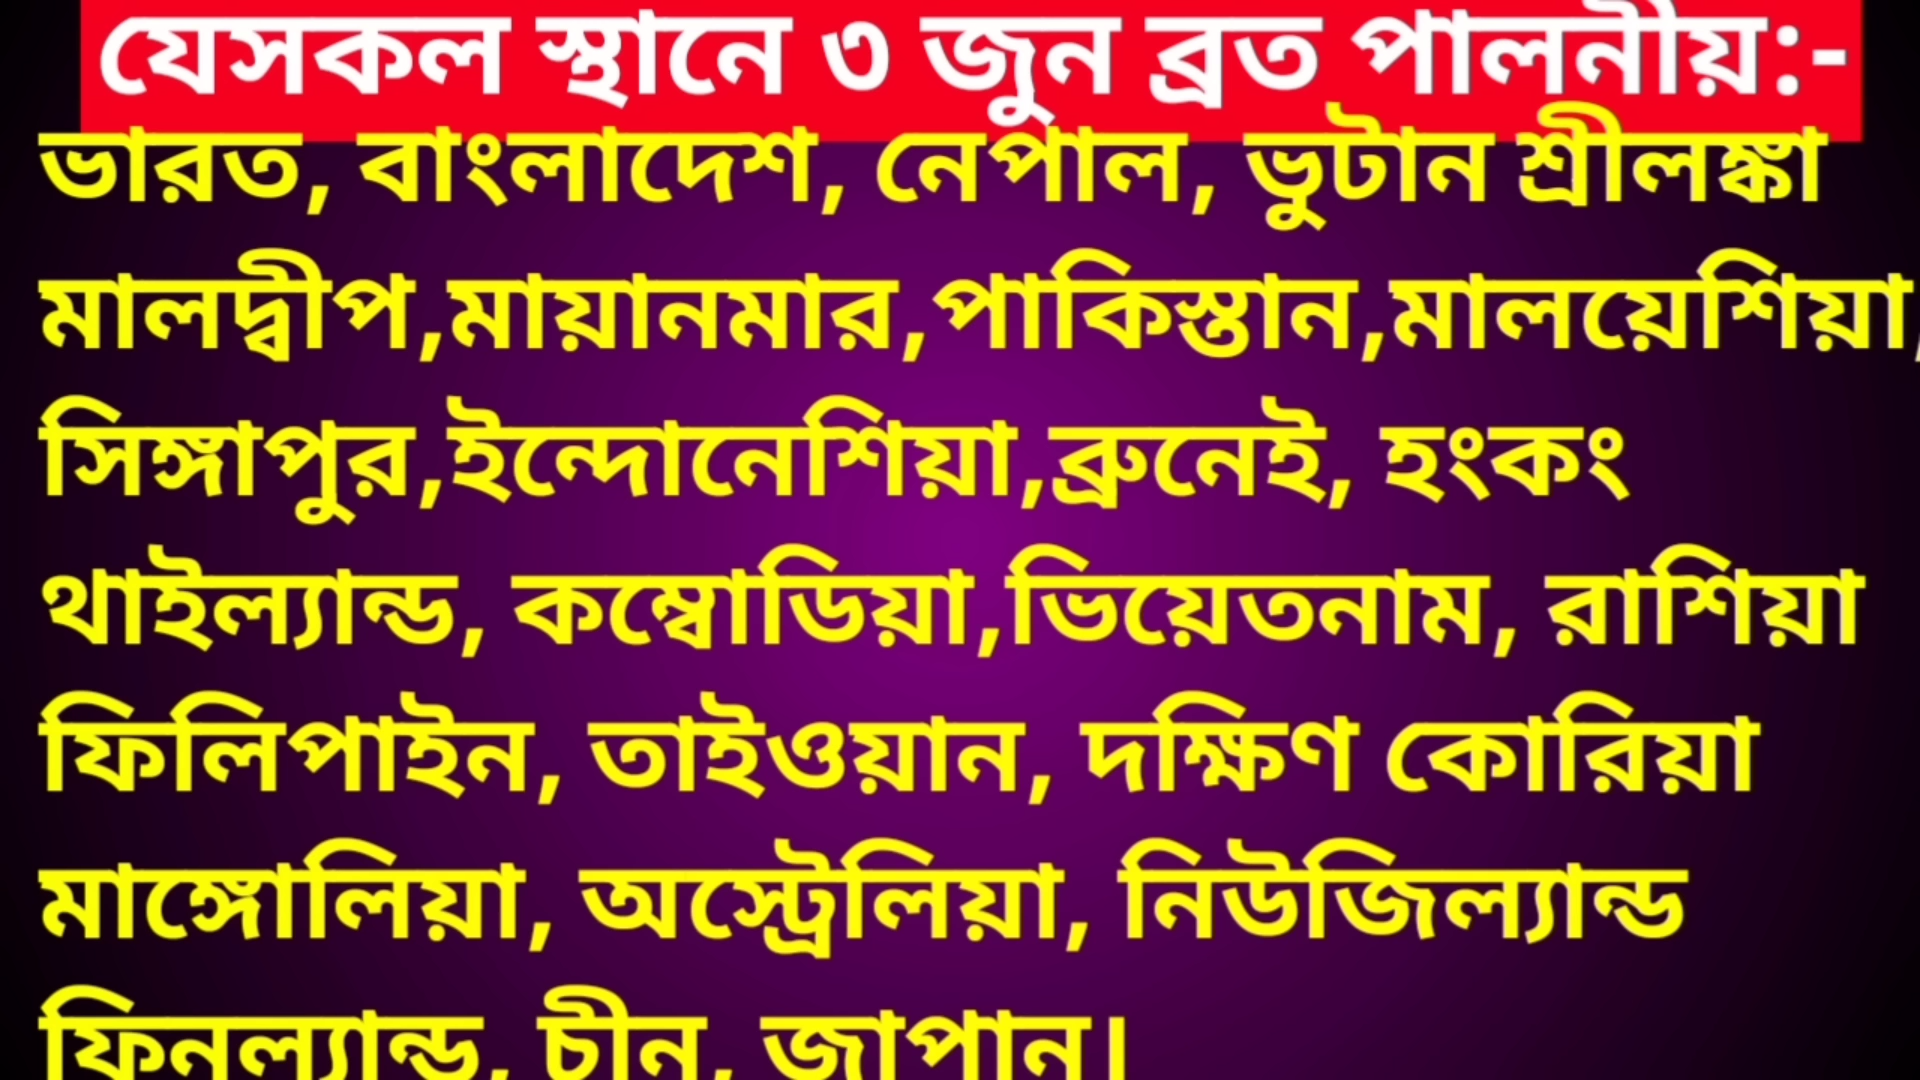 যেসকল স্থানে ৩ জুন ব্রত পালনীয়:-
ভারত, বাংলাদেশ, নেপাল, ভুটান শ্রীলঙ্কা
মালদ্বীপ,মায়ানমার,পাকিস্তান,মালয়েশিয়া,
সিঙ্গাপুর,ইন্দোনেশিয়া,ব্রুনেই, হংকং
থাইল্যান্ড, কম্বোডিয়া,ভিয়েতনাম, রাশিয়া
ফিলিপাইন, তাইওয়ান, দক্ষিণ কোরিয়া
মাঙ্গোলিয়া, অস্ট্রেলিয়া, নিউজিল্যান্ড
ফিনল্যান্ড, চীন, জাপান।